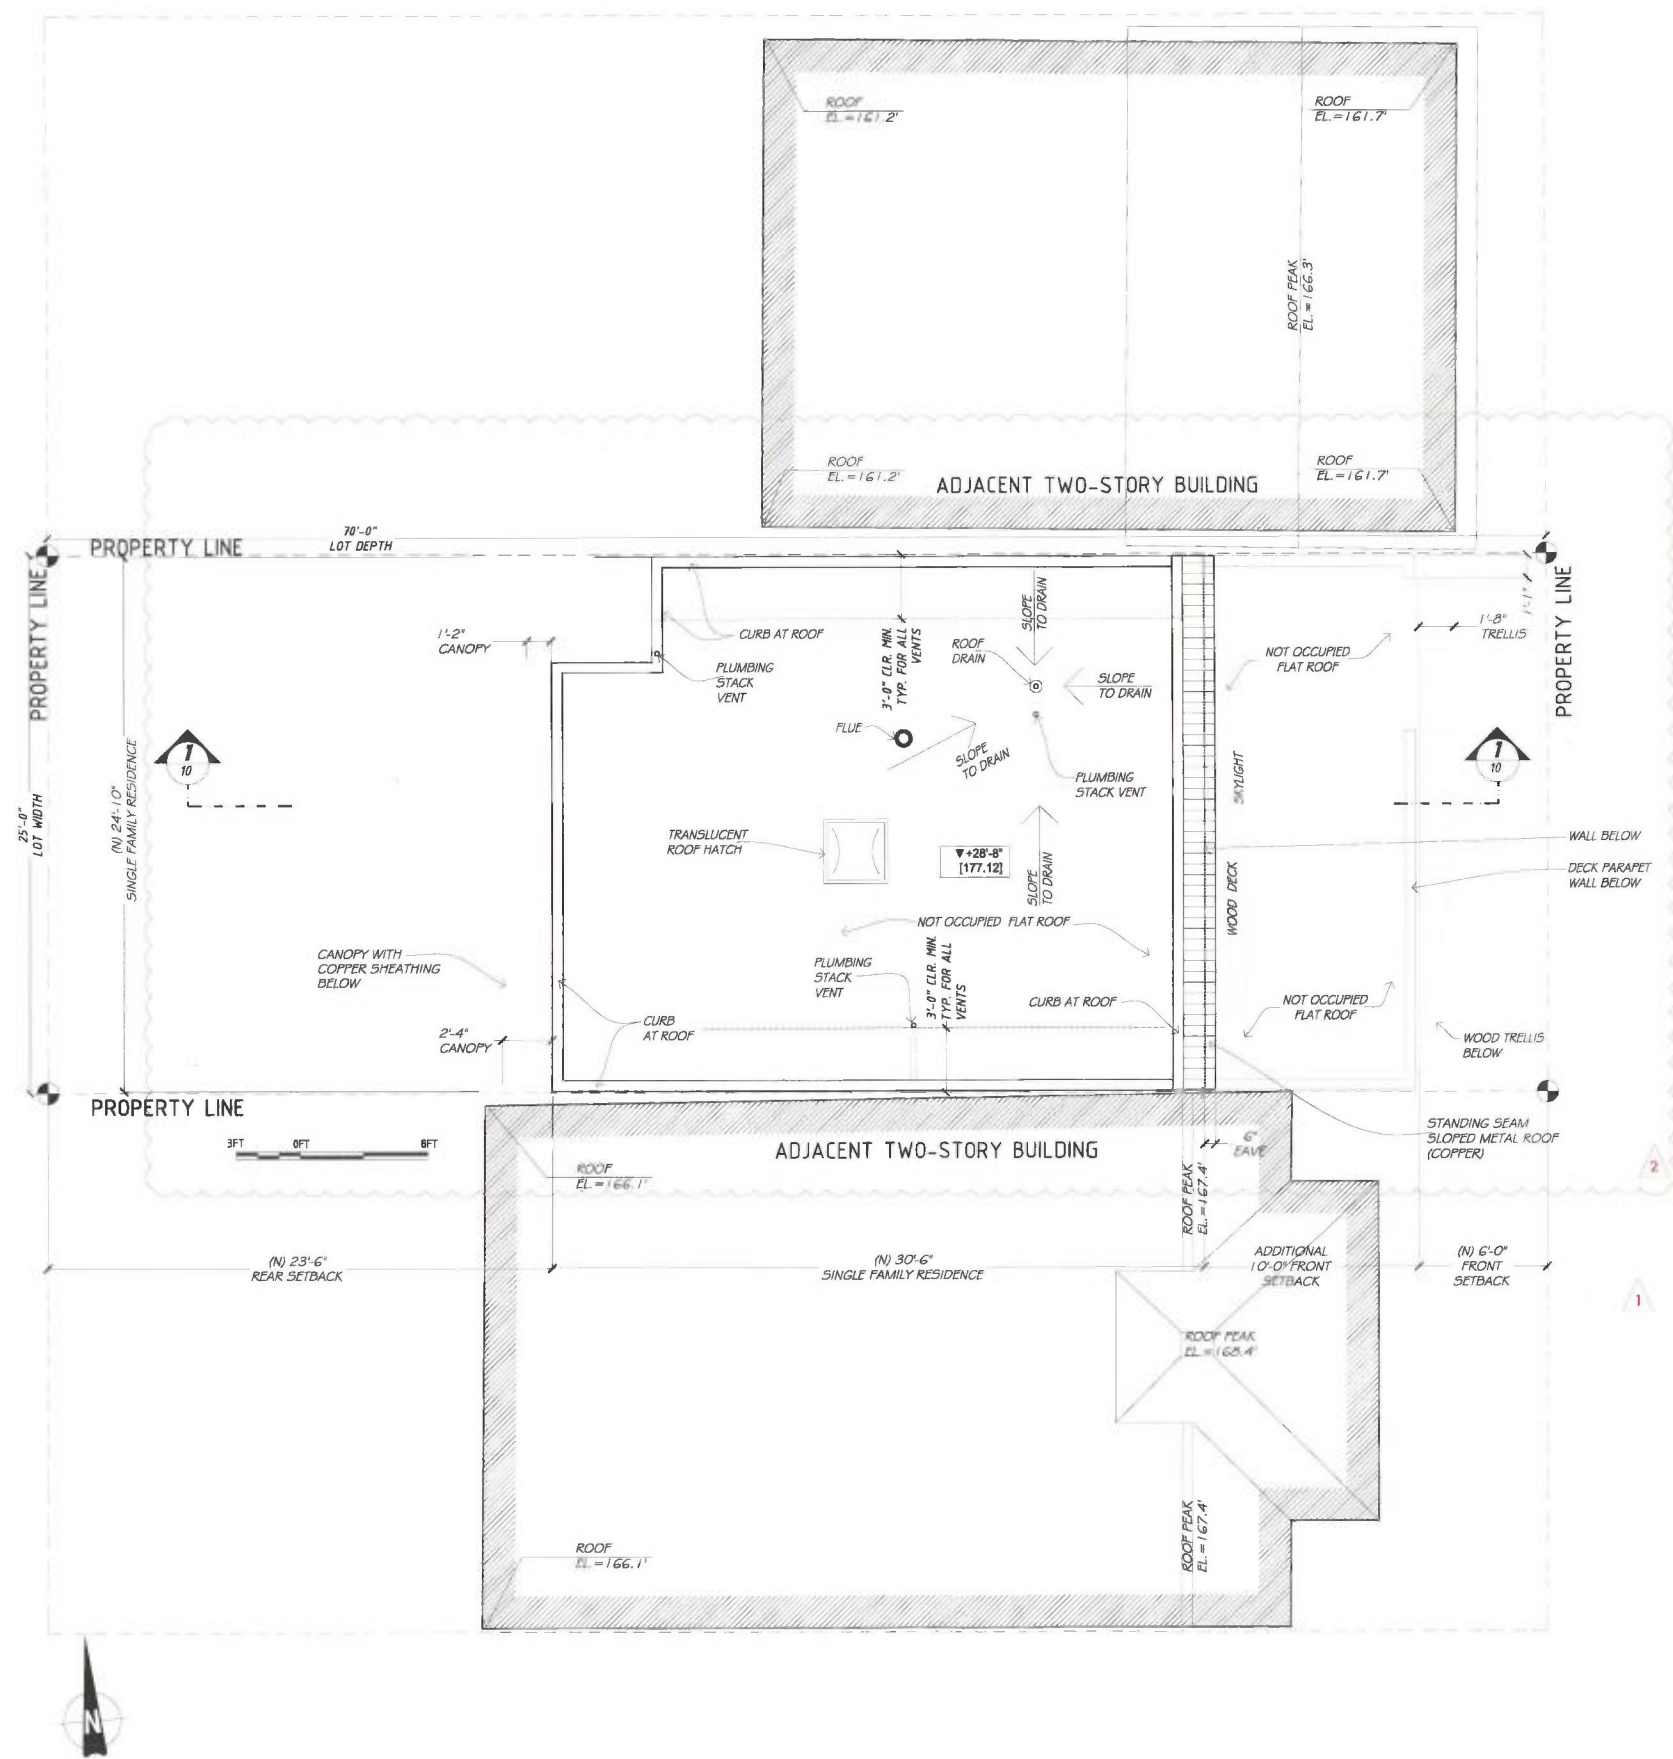 ROOF
EL.=161.2'
ROOF
EL.=161.7'
ROOF PEAK
EL.=166.3'
ROOF
EL.=161.2'
ROOF
EL.=161.7'
ADJACENT TWO-STORY BUILDING
70'-0"
LOT DEPTH
PROPERTY LINE
PROPERTY LINE
PROPERTY LINE
25'-0"
LOT WIDTH
(N) 24'-10"
SINGLE FAMILY RESIDENCE
1'-2"
CANOPY
CURB AT ROOF
PLUMBING
STACK
VENT
3'-0" CLR. MIN.
TYP. FOR ALL
VENTS
SLOPE
TO DRAIN
ROOF
DRAIN
SLOPE
TO DRAIN
FLUE
SLOPE
TO DRAIN
PLUMBING
STACK VENT
NOT OCCUPIED
FLAT ROOF
1'-1"
1'-8"
TRELLIS
1
10
1
10
SKYLIGHT
TRANSLUCENT
ROOF HATCH
▼+28'-8"
[177.12]
SLOPE
TO DRAIN
WOOD DECK
WALL BELOW
DECK PARAPET
WALL BELOW
NOT OCCUPIED FLAT ROOF
CANOPY WITH
COPPER SHEATHING
BELOW
PLUMBING
STACK
VENT
3'-0" CLR. MIN.
TYP. FOR ALL
VENTS
CURB AT ROOF
NOT OCCUPIED
FLAT ROOF
CURB
AT ROOF
2'-4"
CANOPY
WOOD TRELLIS
BELOW
PROPERTY LINE
3FT 0FT 6FT
ADJACENT TWO-STORY BUILDING
6"
EAVE
STANDING SEAM
SLOPED METAL ROOF
(COPPER)
2
ROOF
EL.=166.1'
ROOF PEAK
EL.=167.4'
(N) 23'-6"
REAR SETBACK
(N) 30'-6"
SINGLE FAMILY RESIDENCE
ADDITIONAL
10'-0" FRONT
SETBACK
(N) 6'-0"
FRONT
SETBACK
1
ROOF PEAK
EL.=168.4'
ROOF PEAK
EL.=167.4'
ROOF
EL.=166.1'
N